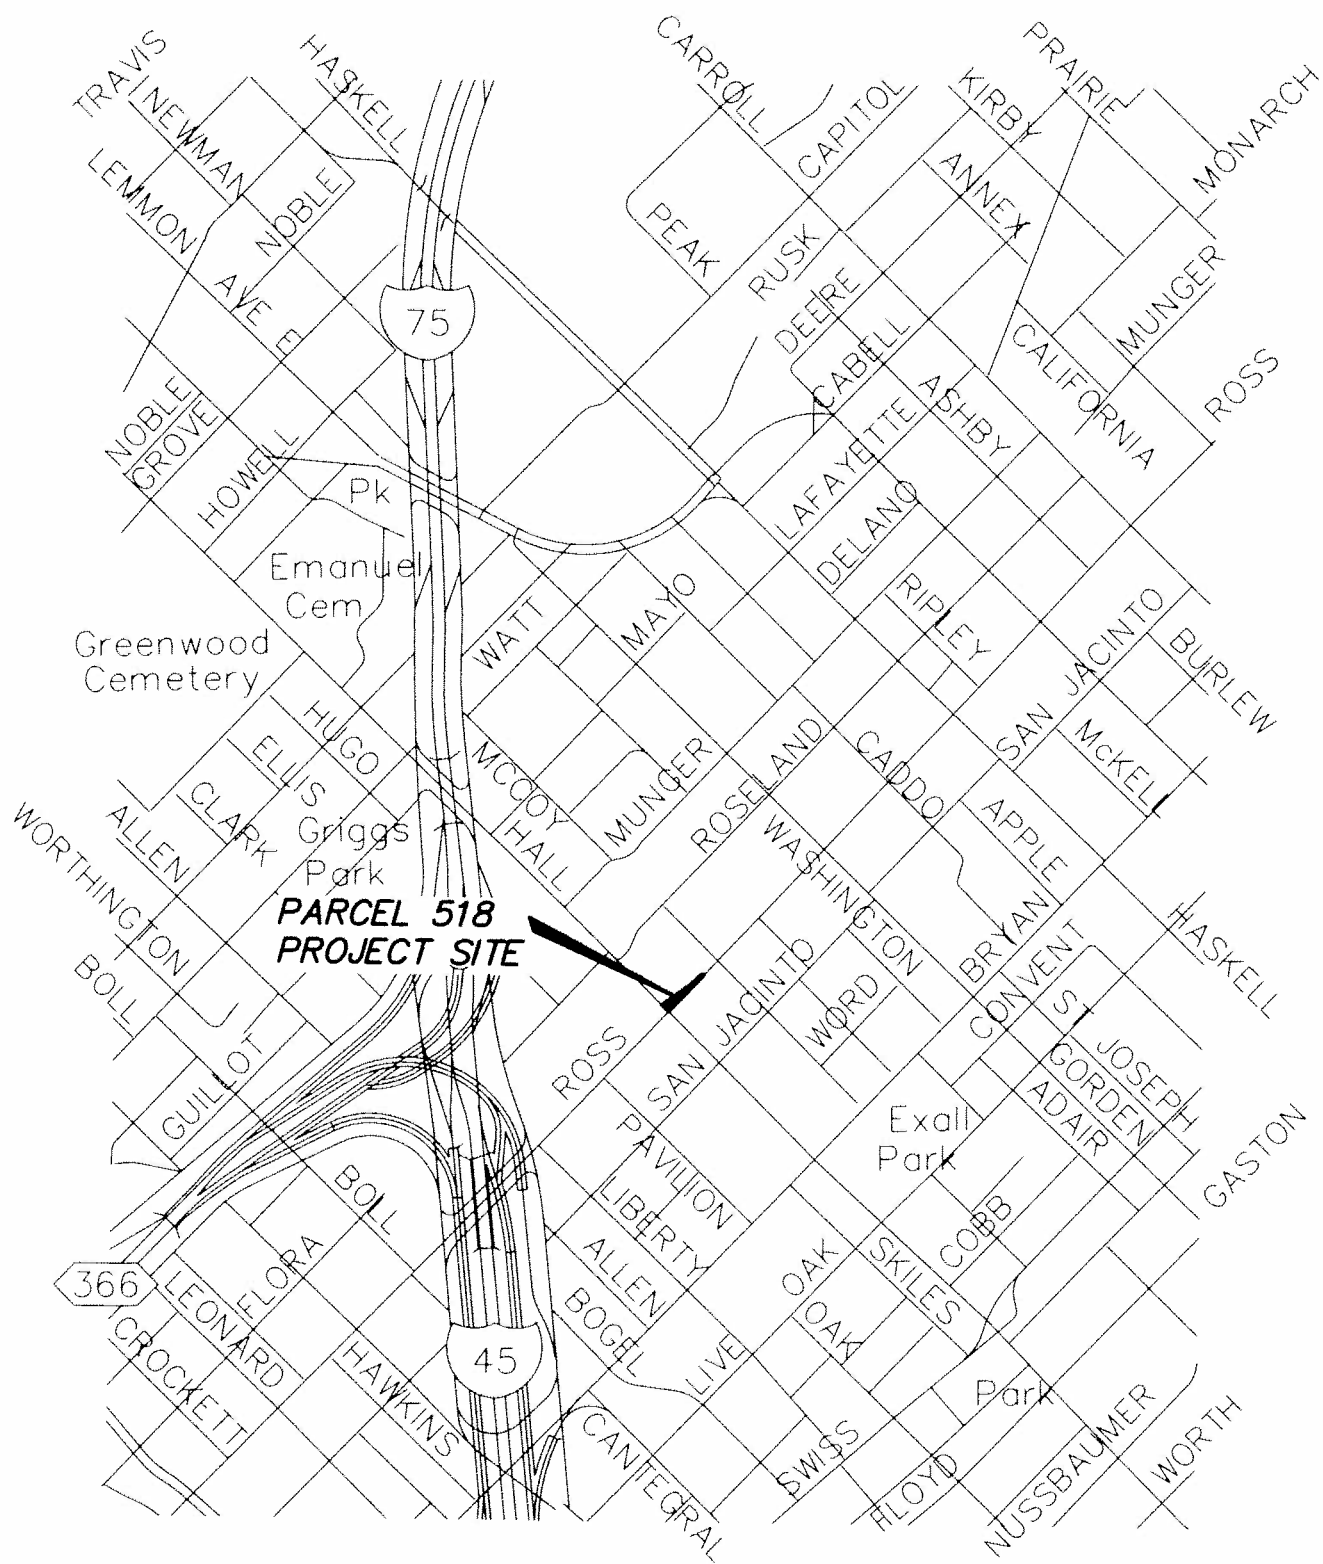 TRAVIS
NEWMAN
HASKELL
LEMMON AVE E
NOBLE
CARROLL
CAPITOL
KIRBY
PRAIRIE
MONARCH
ANNEX
PEAK
RUSK
DEERE
MUNGER
75
CABELL
CALIFORNIA
ROSS
ASHBY
NOBLE
GROVE
HOWELL
LAFAYETTE
DELANO
Pk
Emanuel
Cem
Greenwood
Cemetery
WATT
MAYO
RIPLEY
SAN JACINTO
BURLEW
HUGO
ELLIS
CLARK
ALLEN
MCCOY
HALL
MUNGER
ROSELAND
CADDO
McKELL
WORTHINGTON
Griggs
Park
WASHINGTON
APPLE
PARCEL 518
PROJECT SITE
BRYAN
HASKELL
BOLL
SAN JACINTO
WORD
CONVENT
ST JOSEPH
GUILLOT
ROSS
GORDEN
ADAIR
Exall
Park
PAVILION
GASTON
BOLL
LIBERTY
COBB
FLORA
ALLEN
LIVE OAK
SKILES
366
LEONARD
BOGEL
OAK
CROCKETT
HAWKINS
45
Park
CANTEGRAL
SWISS
FLOYD
NUSSBAUMER
WORTH